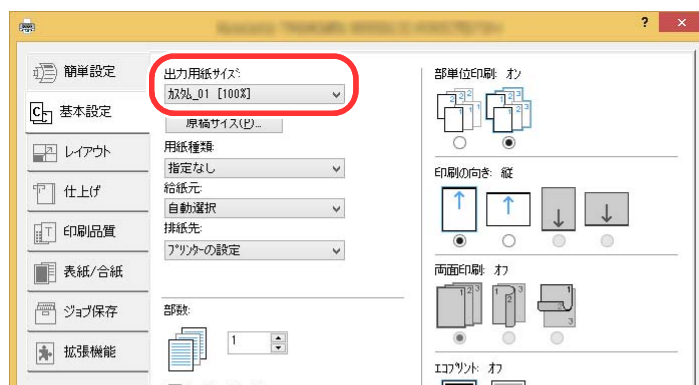 ?
×
簡単設定
基本設定
レイアウト
仕上げ
印刷品質
表紙/合紙
ジョブ保存
拡張機能
出力用紙サイズ:
ｶｽﾀﾑ_01 [100%]
原稿サイズ(P)...
用紙種類:
指定なし
給紙元:
自動選択
排紙先:
ﾌﾟﾘﾝﾀｰの設定
部数:
1
部単位印刷: オン
印刷の向き: 縦
両面印刷: オフ
エコプリント: オフ